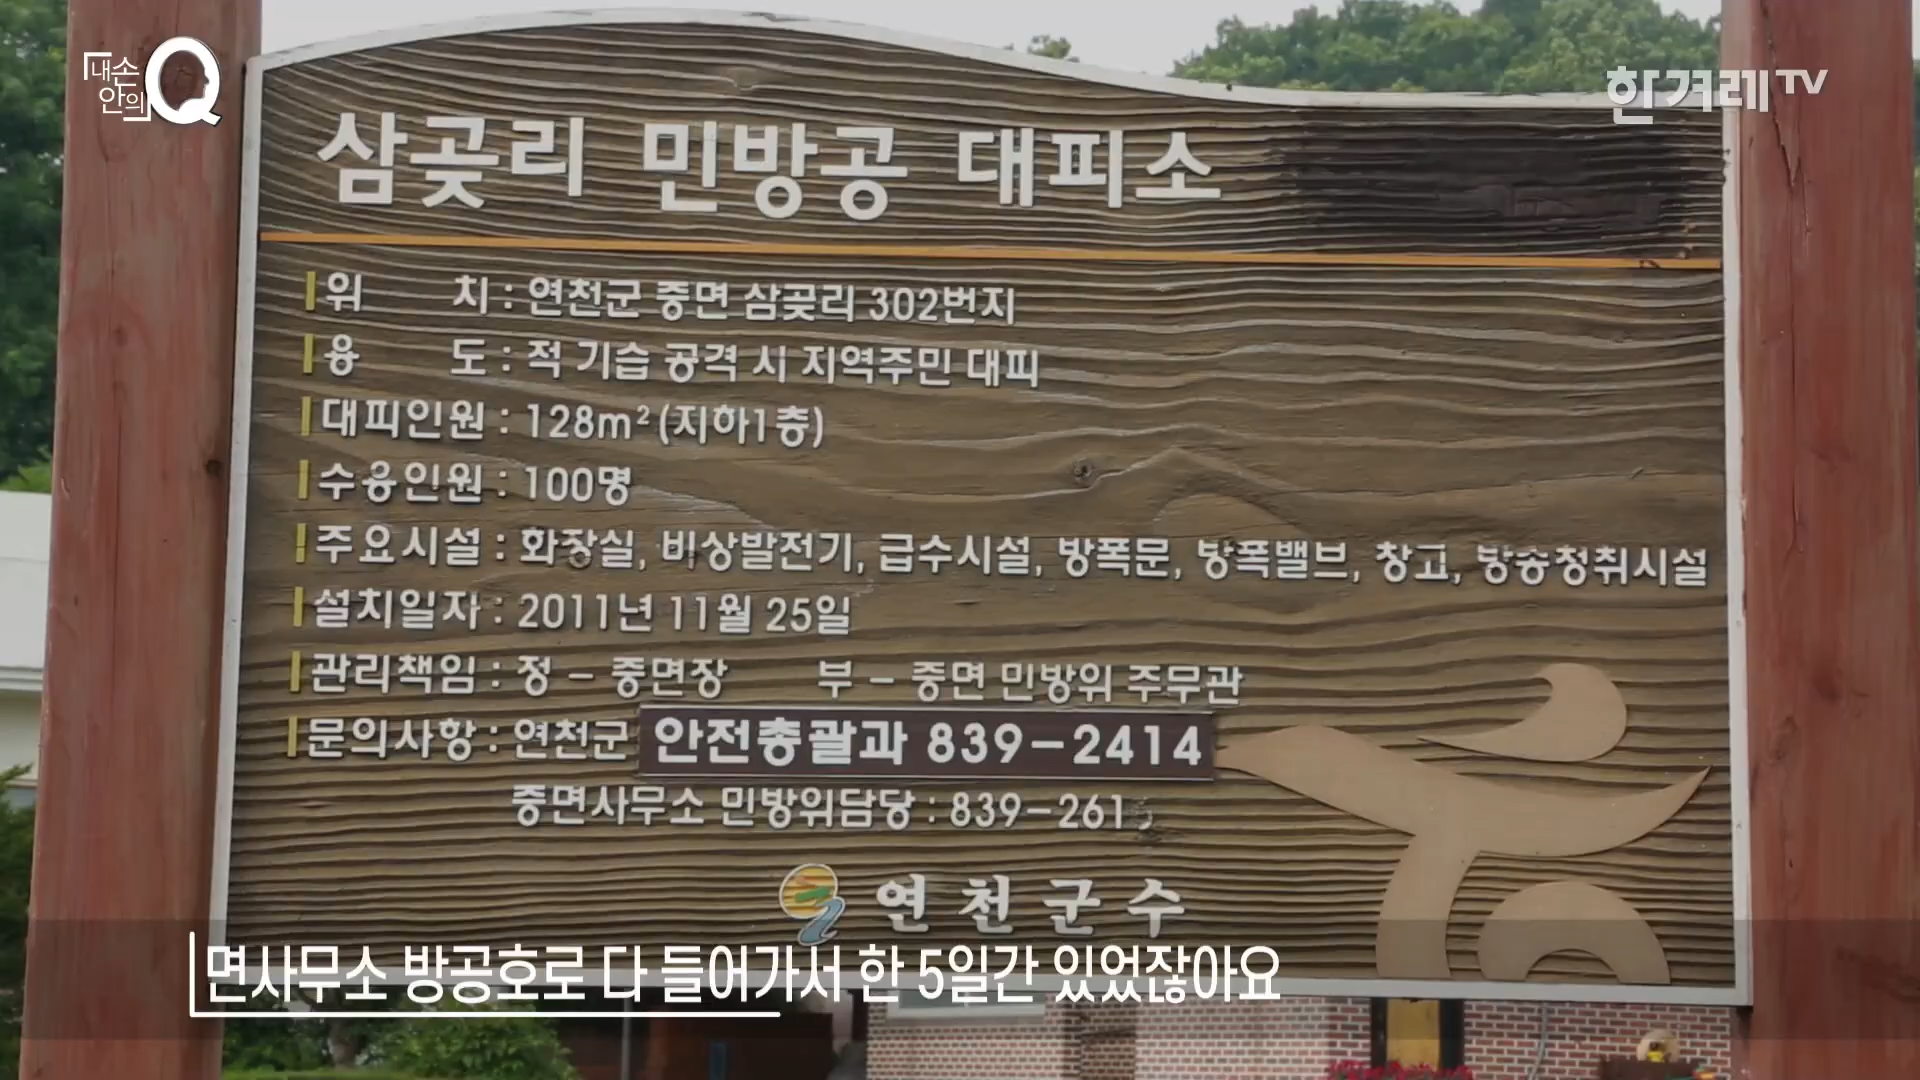 「내손
안의」Q
한겨레TV
삼곶리 민방공 대피소
위 치 : 연천군 중면 삼곶리 302번지
용 도 : 적 기습 공격 시 지역주민 대피
대피인원 : 128m² (지하1층)
수용인원 : 100명
주요시설 : 화장실, 비상발전기, 급수시설, 방폭문, 방폭밸브, 창고, 방송청취시설
설치일자 : 2011년 11월 25일
관리책임 : 정 - 중면장 부 - 중면 민방위 주무관
문의사항 : 연천군 안전총괄과 839-2414
중면사무소 민방위담당 : 839-261
연천군수
면사무소 방공호로 다 들어가서 한 5일간 있었잖아요